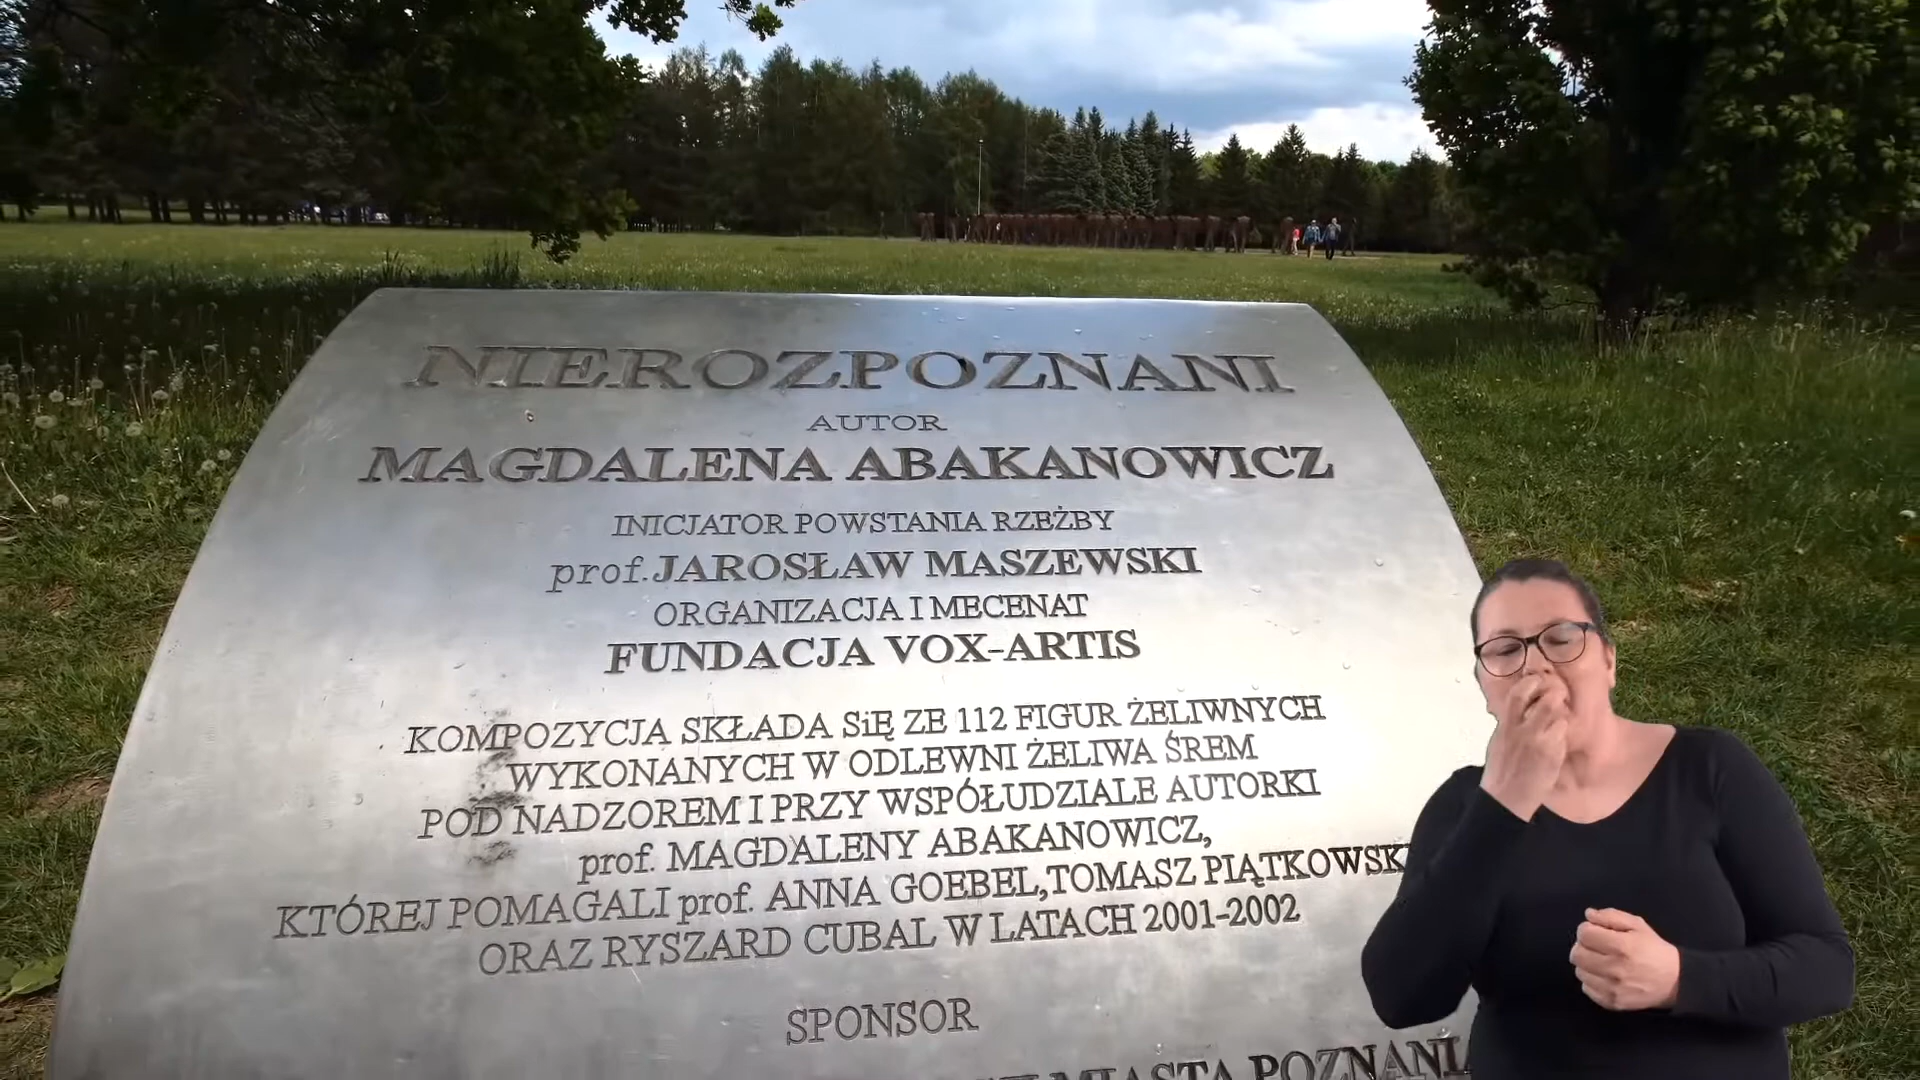 NIEROZPOZNANI
AUTOR
MAGDALENA ABAKANOWICZ
INICJATOR POWSTANIA RZEŻBY
prof. JAROSŁAW MASZEWSKI
ORGANIZACJA I MECENAT
FUNDACJA VOX-ARTIS
KOMPOZYCJA SKŁADA SiĘ ZE 112 FIGUR ŻELIWNYCH
WYKONANYCH W ODLEWNI ŻELIWA ŚREM
POD NADZOREM I PRZY WSPÓŁUDZIALE AUTORKI
prof. MAGDALENY ABAKANOWICZ,
KTÓREJ POMAGALI prof. ANNA GOEBEL, TOMASZ PIĄTKOWSK
ORAZ RYSZARD CUBAL W LATACH 2001-2002
SPONSOR
MIASTA POZNANIA